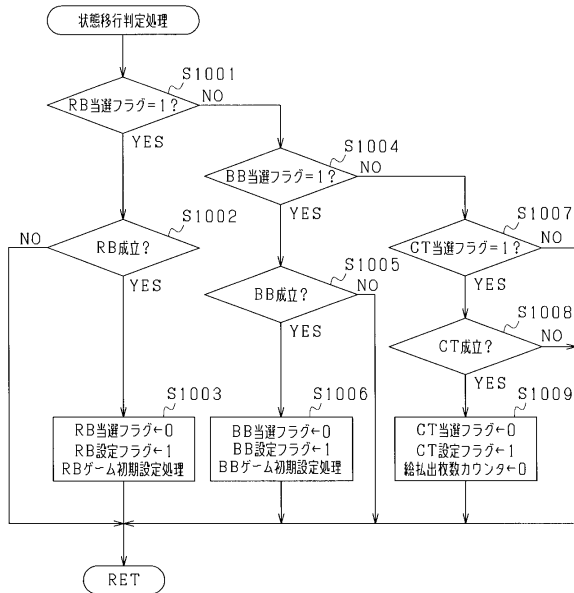 状態移行判定処理
S1001
RB当選フラグ=1?
NO
YES
S1004
BB当選フラグ=1?
NO
YES
S1002
NO
RB成立?
YES
S1007
CT当選フラグ=1?
NO
YES
S1005
BB成立?
NO
YES
S1008
CT成立?
NO
YES
S1003
RB当選フラグ←0
RB設定フラグ←1
RBゲーム初期設定処理
S1006
BB当選フラグ←0
BB設定フラグ←1
BBゲーム初期設定処理
S1009
CT当選フラグ←0
CT設定フラグ←1
総払出枚数カウンタ←0
RET